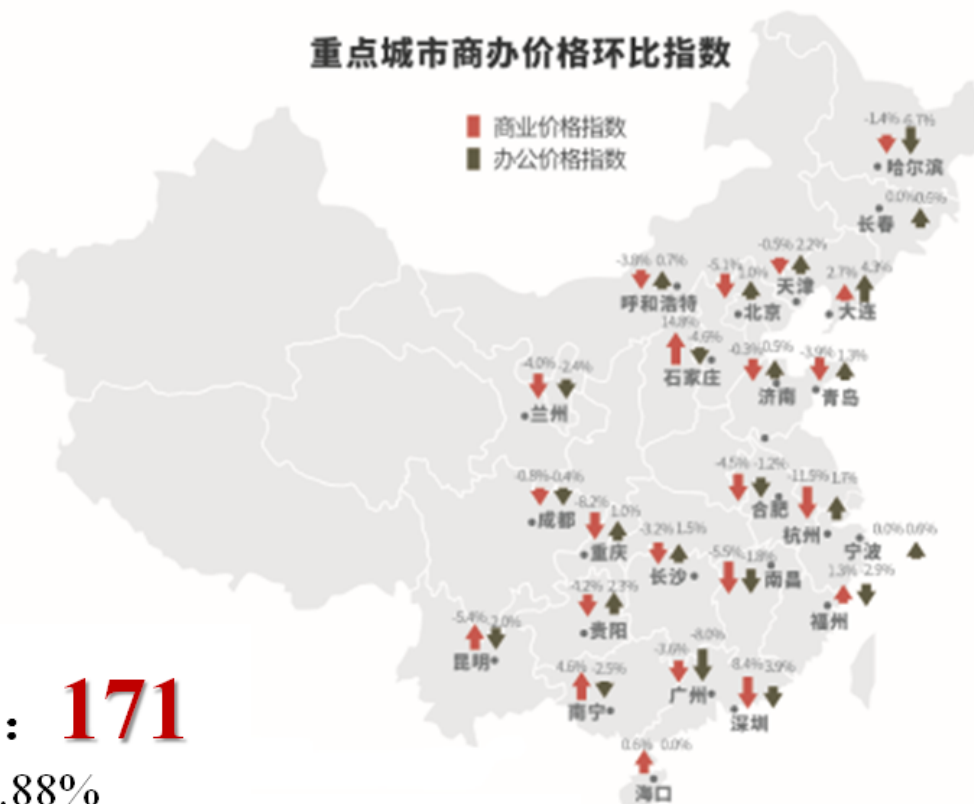 重点城市商办价格环比指数
商业价格指数
办公价格指数
-1.4% -6.7%
哈尔滨
0.0% 0.6%
长春
-3.8% 0.7%
呼和浩特
-5.1% 1.0%
北京
-0.5% 2.2%
天津
2.7% 4.3%
大连
14.8% -4.6%
石家庄
-0.3% 0.5%
济南
-3.9% 1.3%
青岛
-4.0% -2.4%
兰州
-0.8% -0.4%
成都
-8.2% 1.0%
重庆
-3.2% 1.5%
长沙
-4.5% -1.2%
合肥
-11.5% 1.7%
杭州
0.0% 0.6%
宁波
-5.5% -1.8%
南昌
1.3% -2.9%
福州
-4.2% 2.3%
贵阳
-5.4% -2.0%
昆明
4.6% -2.5%
南宁
-3.6% -8.0%
广州
-8.4% 3.9%
深圳
0.6% 0.0%
海口
: 171
.88%